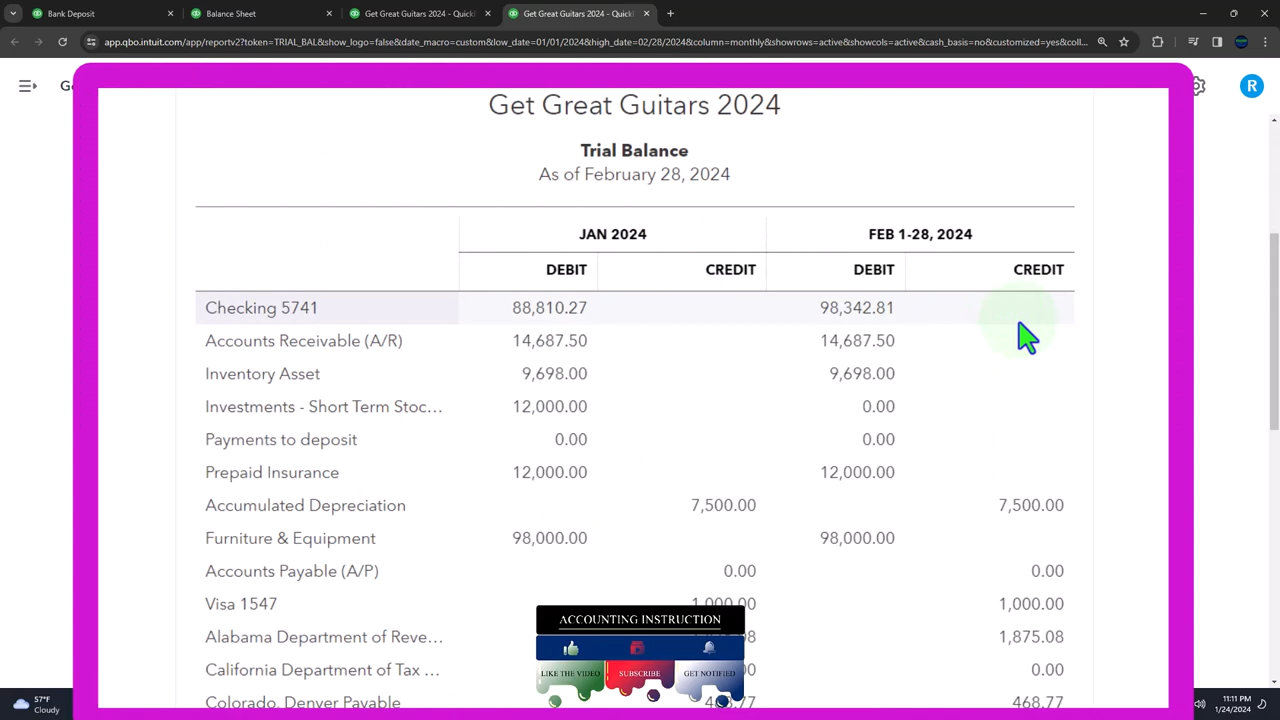 Bank Deposit
Balance Sheet
Get Great Guitars 2024 - Quick
Get Great Guitars 2024 - Quick
app.qbo.intuit.com/app/reportv2?token=TRIAL_BAL&show_logo=false&date_macro=custom&low_date=01/01/2024&high_date=02/28/2024&column=monthly&showrows=active&showcols=active&cash_basis=no&customized=yes&coll...
R
Get Great Guitars 2024
Trial Balance
As of February 28, 2024
JAN 2024 FEB 1-28, 2024
DEBIT CREDIT DEBIT CREDIT
Checking 5741 88,810.27 98,342.81
Accounts Receivable (A/R) 14,687.50 14,687.50
Inventory Asset 9,698.00 9,698.00
Investments - Short Term Stoc... 12,000.00 0.00
Payments to deposit 0.00 0.00
Prepaid Insurance 12,000.00 12,000.00
Accumulated Depreciation 7,500.00 7,500.00
Furniture & Equipment 98,000.00 98,000.00
Accounts Payable (A/P) 0.00 0.00
Visa 1547 1,000.00 1,000.00
Alabama Department of Reve... 1,875.08
California Department of Tax ... 0.00
Colorado, Denver Payable 468.77
ACCOUNTING INSTRUCTION
LIKE THE VIDEO
SUBSCRIBE
GET NOTIFIED
57°F
Cloudy
11:11 PM
1/24/2024